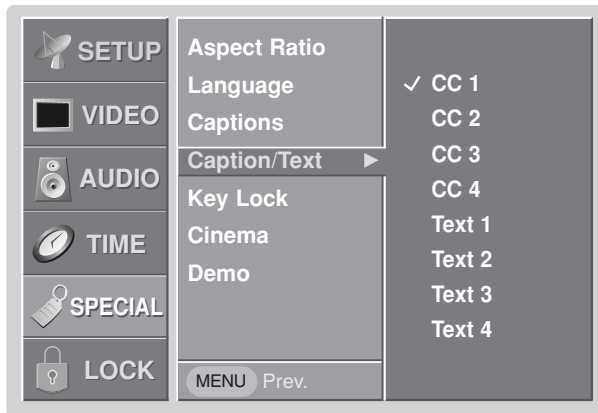 SETUP
VIDEO
AUDIO
TIME
SPECIAL
LOCK
Aspect Ratio
Language
Captions
Caption/Text ►
Key Lock
Cinema
Demo
MENU Prev.
✓ CC 1
CC 2
CC 3
CC 4
Text 1
Text 2
Text 3
Text 4